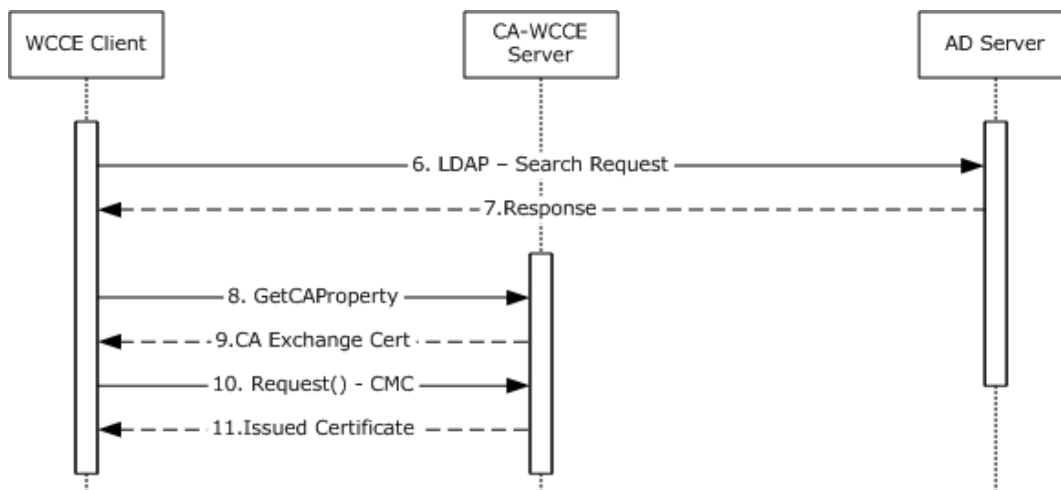 WCCE Client
CA-WCCE
Server
AD Server
6. LDAP – Search Request
7.Response
8. GetCAProperty
9.CA Exchange Cert
10. Request() - CMC
11.Issued Certificate